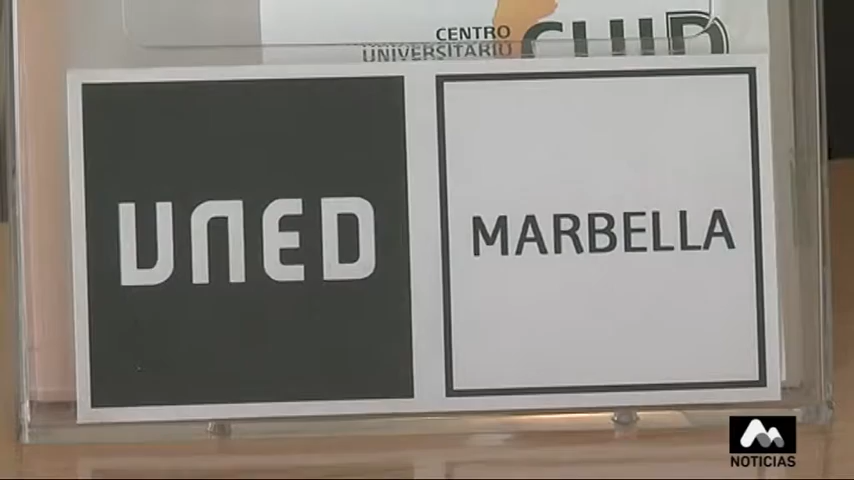 CENTRO
UNIVERSITARIO
UNED
MARBELLA
NOTICIAS